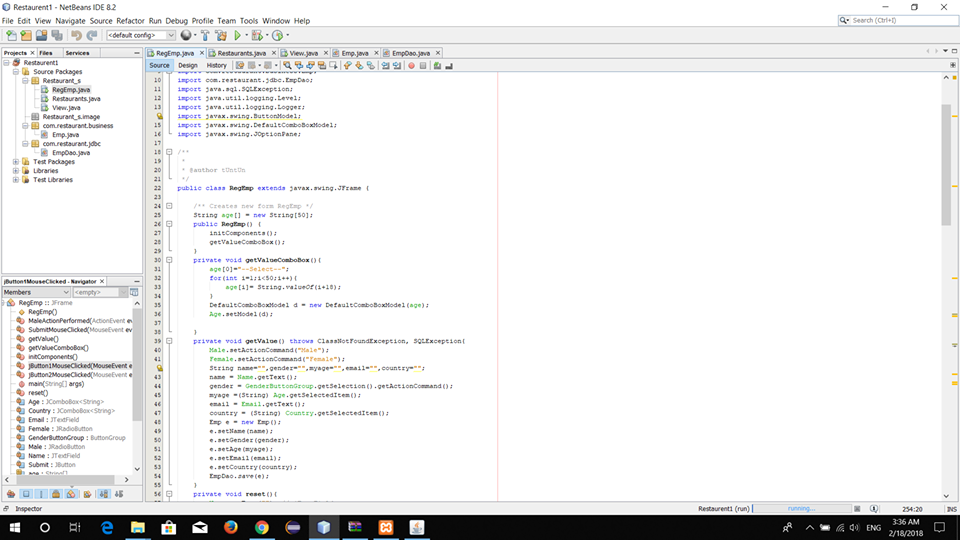 Restaurent1 - NetBeans IDE 8.2
File Edit View Navigate Source Refactor Run Debug Profile Team Tools Window Help
Search (Ctrl+I)
<default config>
Projects Files Services
Restaurent1
Source Packages
Restaurant_s
RegEmp.java
Restaurants.java
View.java
Restaurant_s.image
com.restaurant.business
Emp.java
com.restaurant.jdbc
EmpDao.java
Test Packages
Libraries
Test Libraries
jButton1MouseClicked - Navigator
Members <empty>
RegEmp :: JFrame
RegEmp()
MaleActionPerformed(ActionEvent e
SubmitMouseClicked(MouseEvent ev
getValue()
getValueComboBox()
initComponents()
jButton1MouseClicked(MouseEvent e
jButton2MouseClicked(MouseEvent e
main(String[] args)
reset()
Age : JComboBox<String>
Country : JComboBox<String>
Email : JTextField
Female : JRadioButton
GenderButtonGroup : ButtonGroup
Male : JRadioButton
Name : JTextField
Submit : JButton
age : String[]
RegEmp.java Restaurants.java View.java Emp.java EmpDao.java
Source Design History
10 import com.restaurant.jdbc.EmpDao;
11 import java.sql.SQLException;
12 import java.util.logging.Level;
13 import java.util.logging.Logger;
import javax.swing.ButtonModel;
15 import javax.swing.DefaultComboBoxModel;
16 import javax.swing.JOptionPane;
17
18 /**
19 *
20 * @author tUntUn
21 */
22 public class RegEmp extends javax.swing.JFrame {
23
24 /** Creates new form RegEmp */
25 String age[] = new String[50];
26 public RegEmp() {
27 initComponents();
28 getValueComboBox();
29 }
30 private void getValueComboBox(){
31 age[0]="--Select--";
32 for(int i=1;i<50;i++){
33 age[i]= String.valueOf(i+18);
34 }
35 DefaultComboBoxModel d = new DefaultComboBoxModel(age);
36 Age.setModel(d);
37
38 }
39 private void getValue() throws ClassNotFoundException, SQLException{
40 Male.setActionCommand("Male");
41 Female.setActionCommand("Female");
String name="",gender="",myage="",email="",country="";
43 name = Name.getText();
44 gender = GenderButtonGroup.getSelection().getActionCommand();
45 myage =(String) Age.getSelectedItem();
46 email = Email.getText();
47 country = (String) Country.getSelectedItem();
48 Emp e = new Emp();
49 e.setName(name);
50 e.setGender(gender);
51 e.setAge(myage);
52 e.setEmail(email);
53 e.setCountry(country);
54 EmpDao.save(e);
55 }
56 private void reset(){
Inspector
Restaurent1 (run) running... 254:20 INS
ENG
3:36 AM
2/18/2018